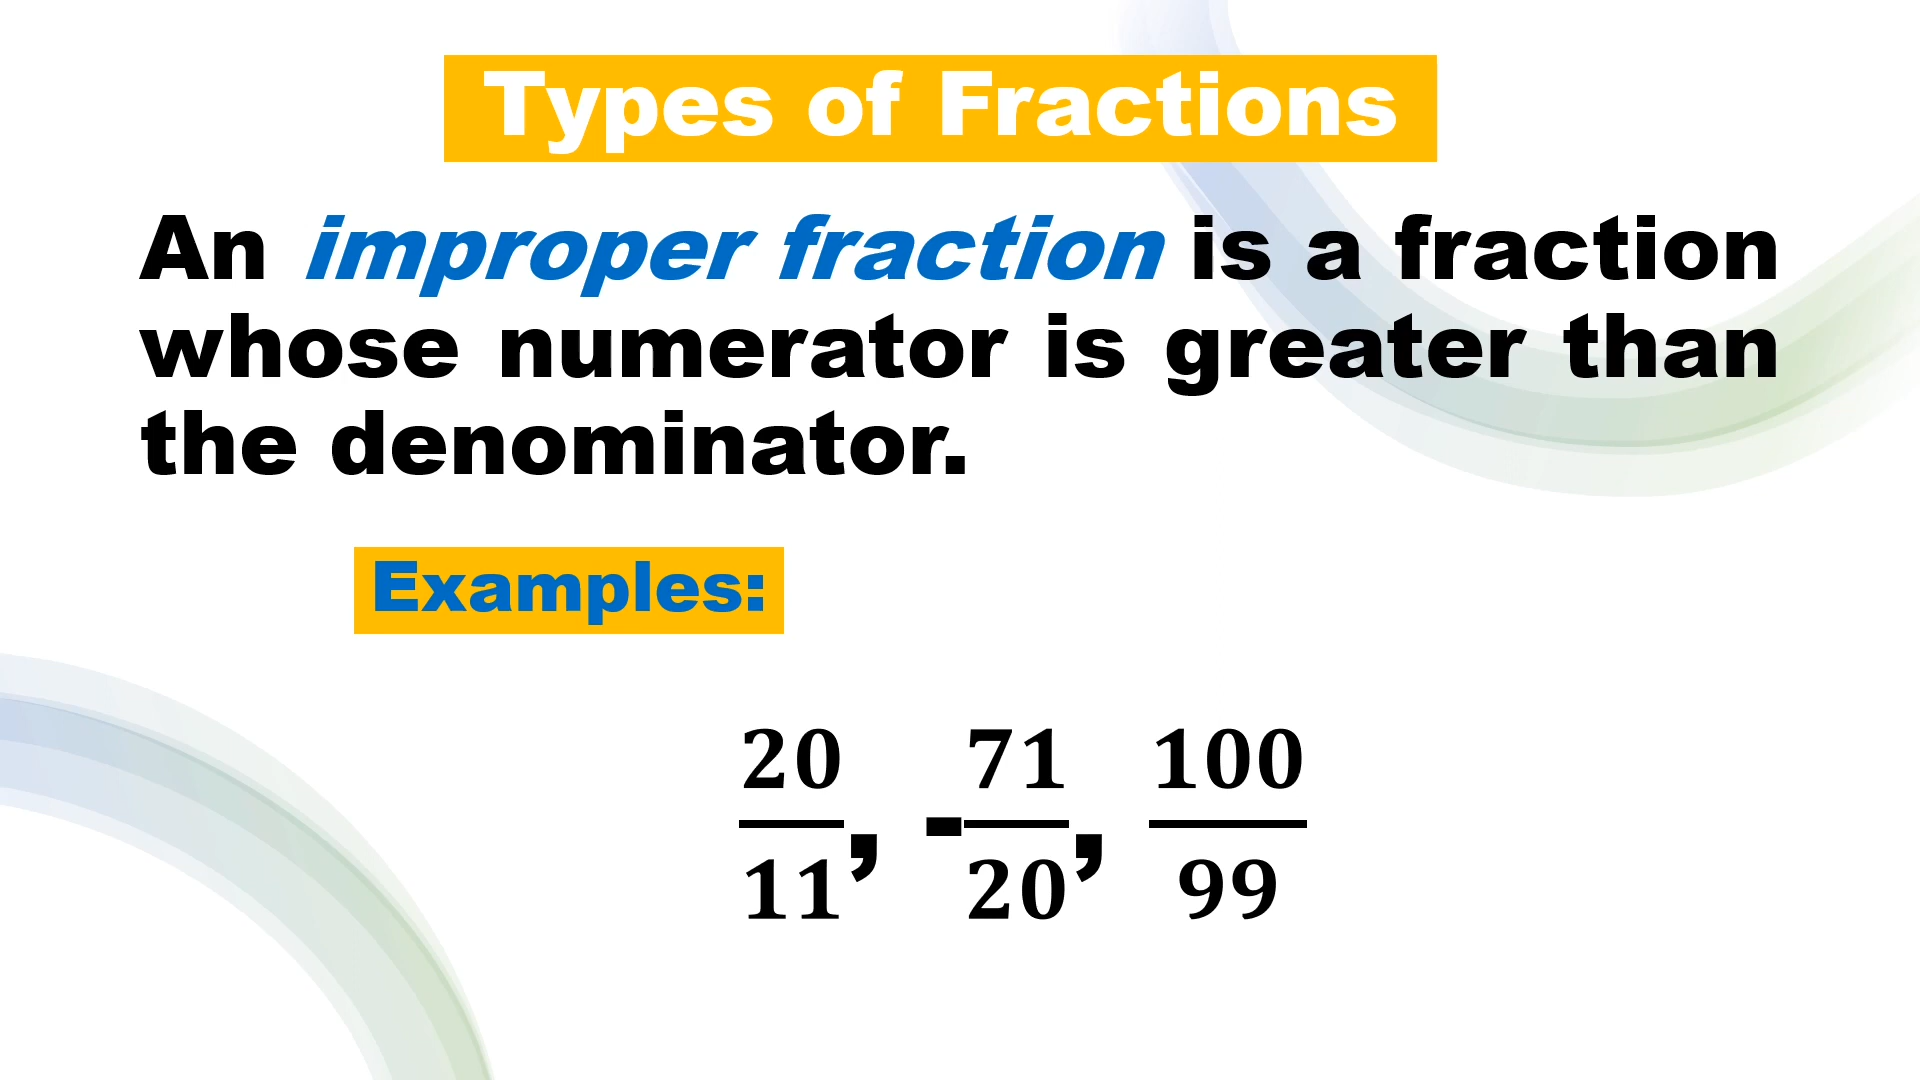 Types of Fractions
An improper fraction is a fraction
whose numerator is greater than
the denominator.
Examples:
20/11, -71/20, 100/99